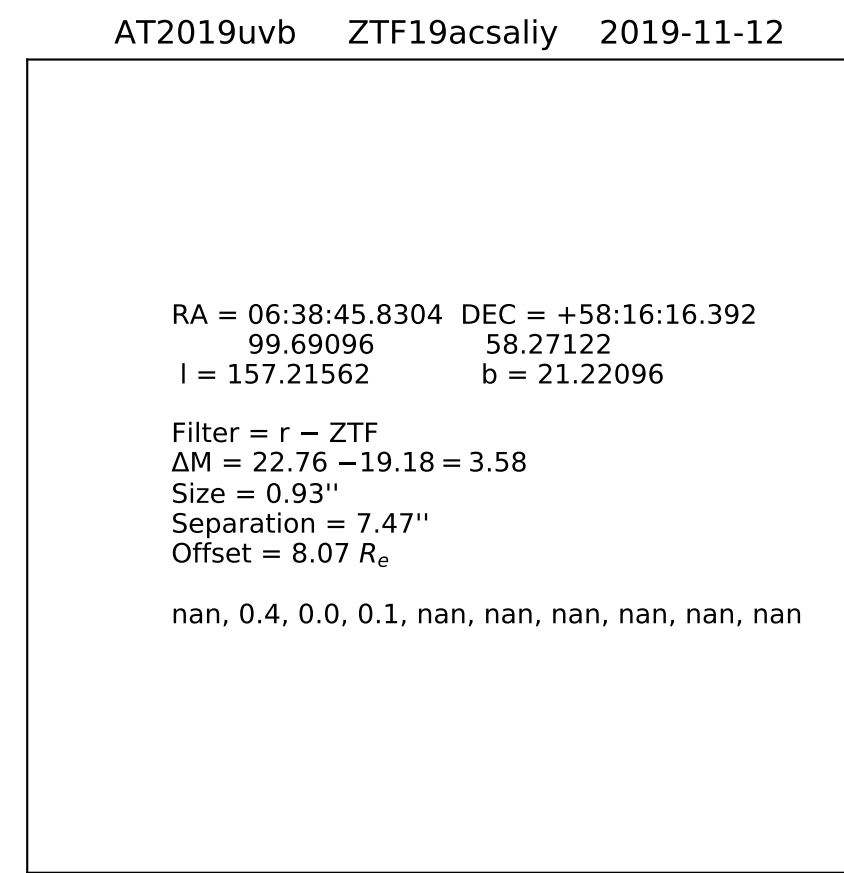 AT2019uvb ZTF19acsaliy 2019-11-12
RA = 06:38:45.8304 DEC = +58:16:16.392
99.69096 58.27122
l = 157.21562 b = 21.22096
Filter = r − ZTF
ΔM = 22.76 −19.18 = 3.58
Size = 0.93''
Separation = 7.47''
Offset = 8.07 Re
nan, 0.4, 0.0, 0.1, nan, nan, nan, nan, nan, nan